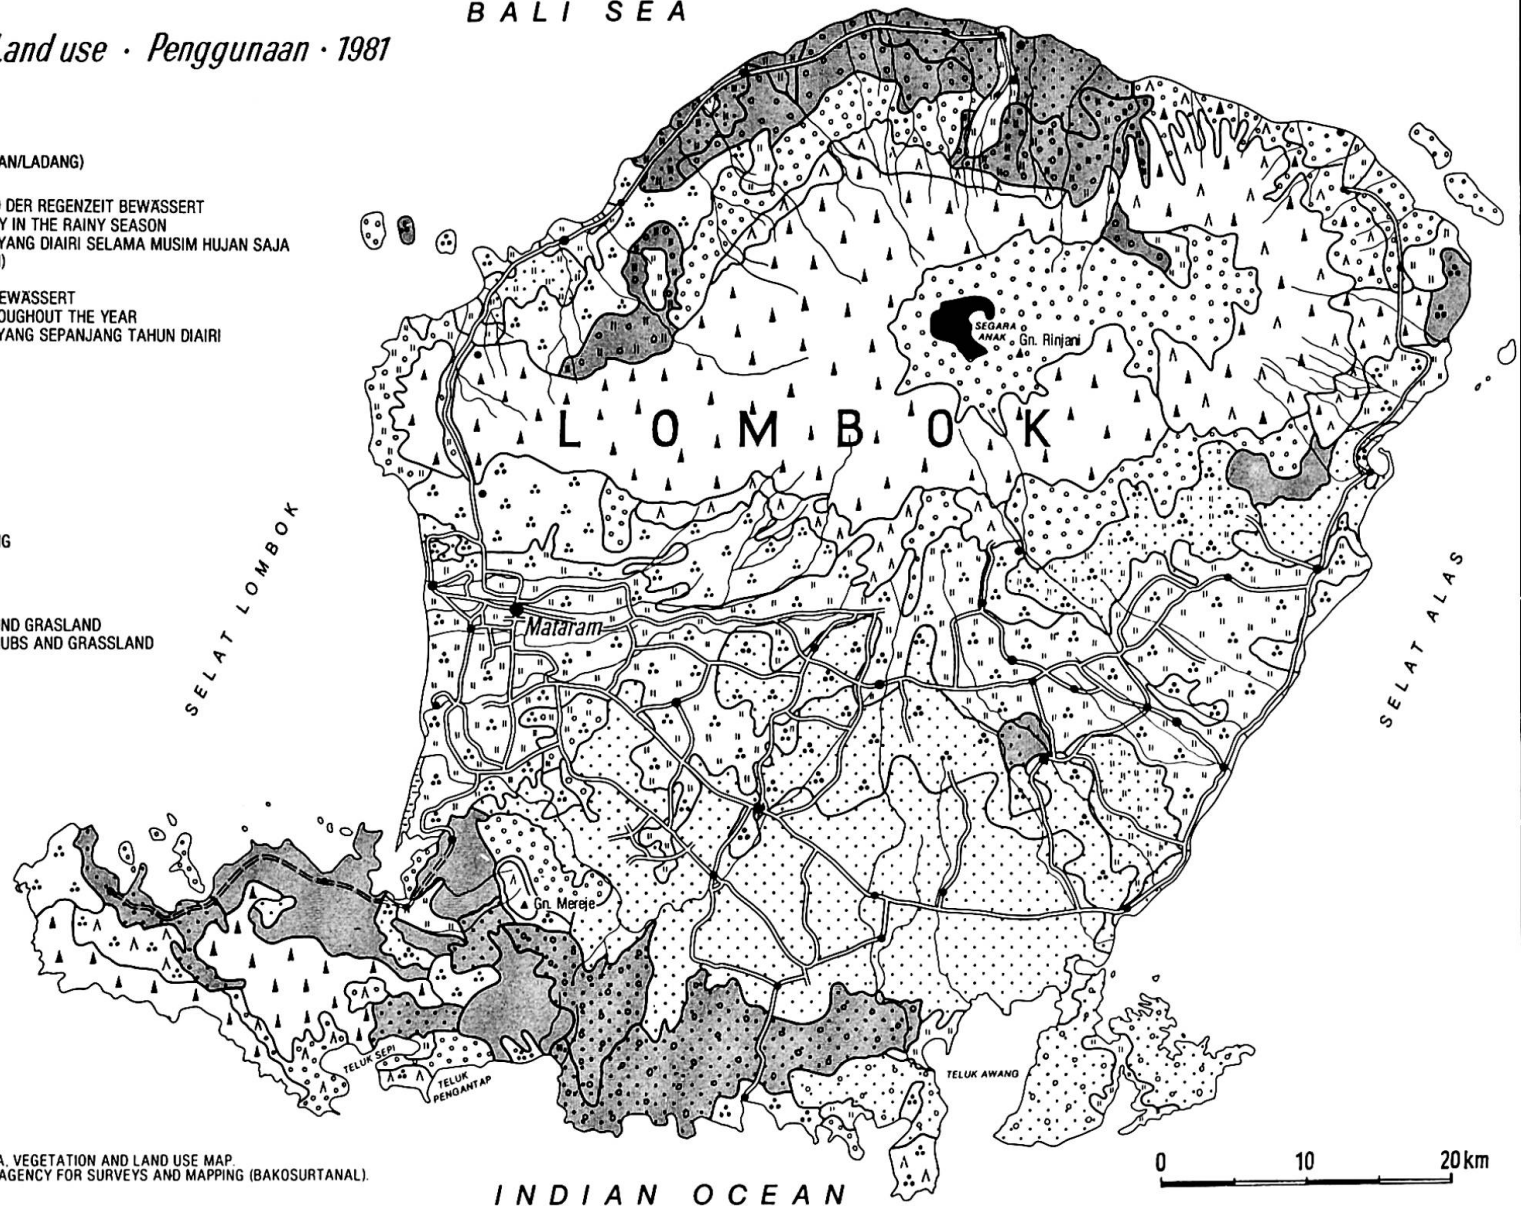 BALI SEA
Land use · Penggunaan · 1981
AN/LADANG)
DER REGENZEIT BEWÄSSERT
Y IN THE RAINY SEASON
YANG DIAIRI SELAMA MUSIM HUJAN SAJA
)
EWÄSSERT
OUGHOUT THE YEAR
YANG SEPANJANG TAHUN DIAIRI
SEGARA
ANAK
Gn. Rinjani
LOMBOK
SELAT LOMBOK
G
ND GRASLAND
UBS AND GRASSLAND
Mataram
SELAT ALAS
Gn. Mereje
TELUK SEPI
TELUK
PENGANTAP
TELUK AWANG
A. VEGETATION AND LAND USE MAP.
AGENCY FOR SURVEYS AND MAPPING (BAKOSURTANAL).
0 10 20 km
INDIAN OCEAN